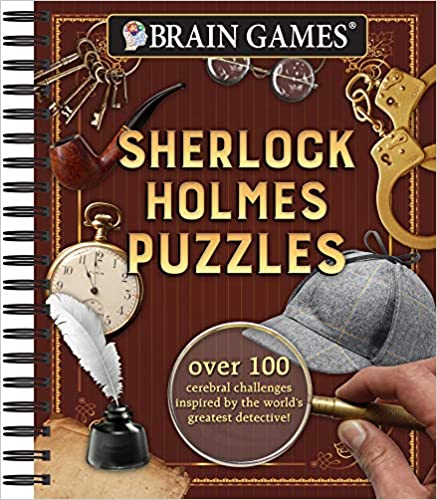 BRAIN GAMES®
SHERLOCK
HOLMES
PUZZLES
over 100
cerebral challenges
inspired by the world's
greatest detective!